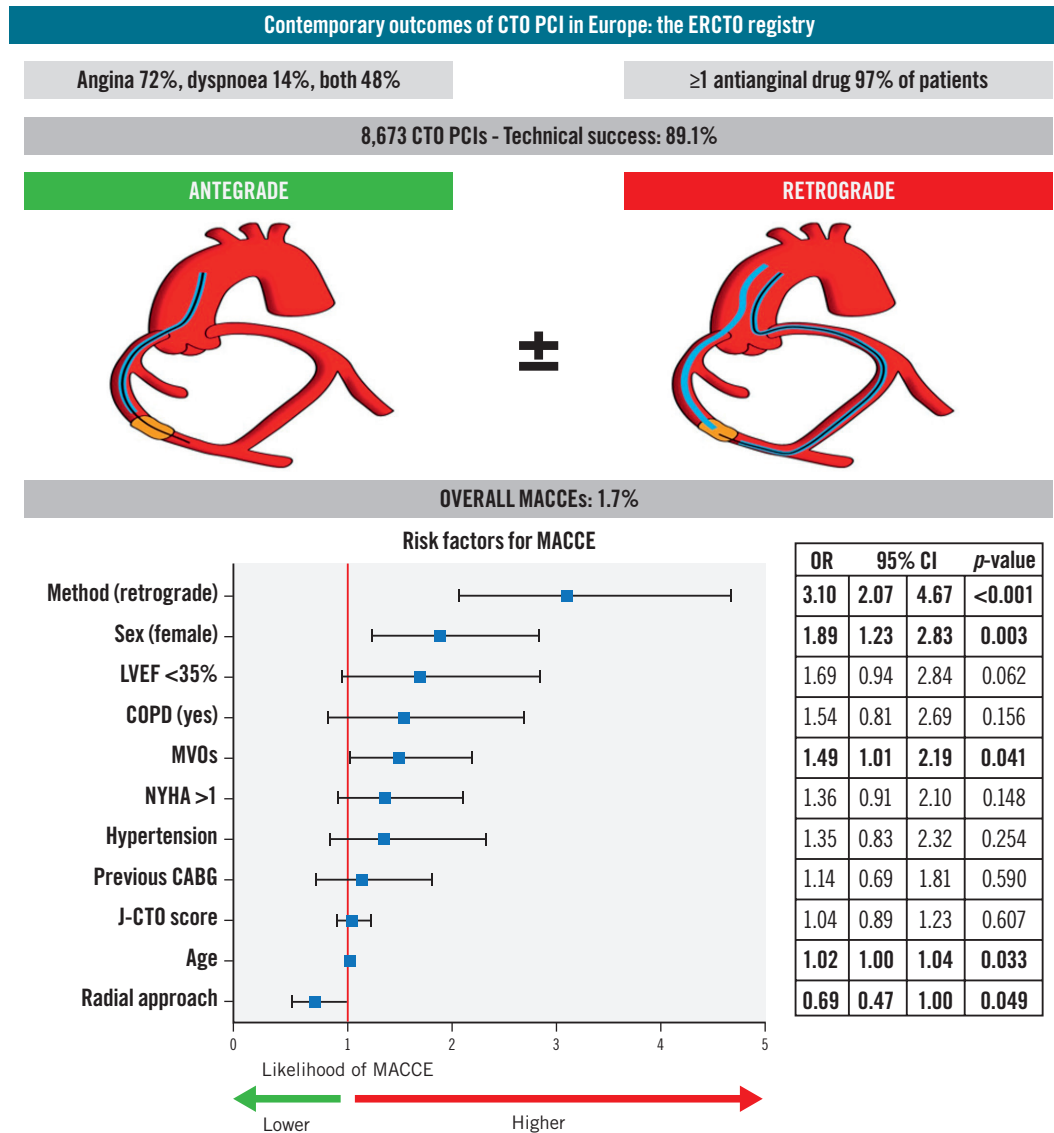 Contemporary outcomes of CTO PCI in Europe: the ERCTO registry
Angina 72%, dyspnoea 14%, both 48%
≥1 antianginal drug 97% of patients
8,673 CTO PCIs - Technical success: 89.1%
ANTEGRADE
RETROGRADE
±
OVERALL MACCEs: 1.7%
Risk factors for MACCE
OR 95% CI p-value
Method (retrograde) 3.10 2.07 4.67 <0.001
Sex (female) 1.89 1.23 2.83 0.003
LVEF <35% 1.69 0.94 2.84 0.062
COPD (yes) 1.54 0.81 2.69 0.156
MVOs 1.49 1.01 2.19 0.041
NYHA >1 1.36 0.91 2.10 0.148
Hypertension 1.35 0.83 2.32 0.254
Previous CABG 1.14 0.69 1.81 0.590
J-CTO score 1.04 0.89 1.23 0.607
Age 1.02 1.00 1.04 0.033
Radial approach 0.69 0.47 1.00 0.049
0 1 2 3 4 5
Likelihood of MACCE
Lower
Higher